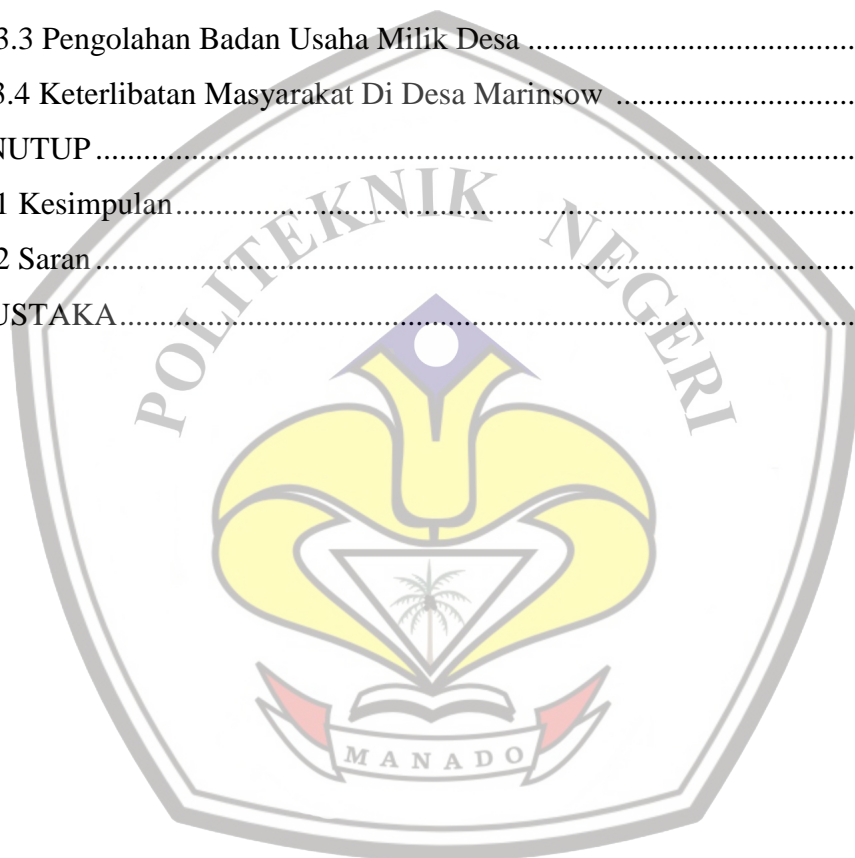 3.3 Pengolahan Badan Usaha Milik Desa ....................................
3.4 Keterlibatan Masyarakat Di Desa Marinsow ....................................
NUTUP ....................................
1 Kesimpulan ....................................
2 Saran ....................................
USTAKA ....................................
POLITEKNIK NEGERI
MANADO